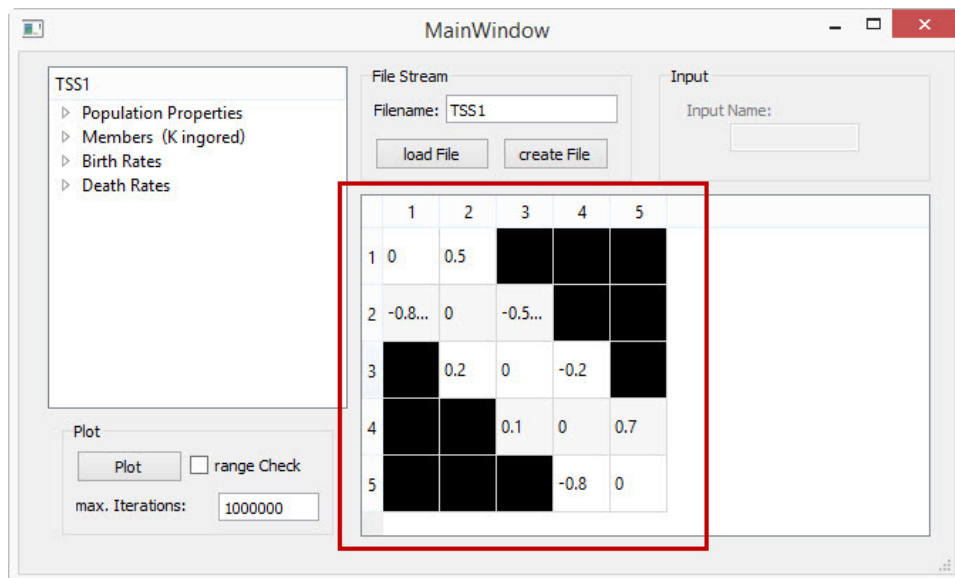 MainWindow
TSS1
Population Properties
Members (K ingored)
Birth Rates
Death Rates
File Stream
Filename: TSS1
load File create File
Input
Input Name:
1 2 3 4 5
1 0 0.5
2 -0.8... 0 -0.5...
3 0.2 0 -0.2
4 0.1 0 0.7
5 -0.8 0
Plot
Plot range Check
max. Iterations: 1000000